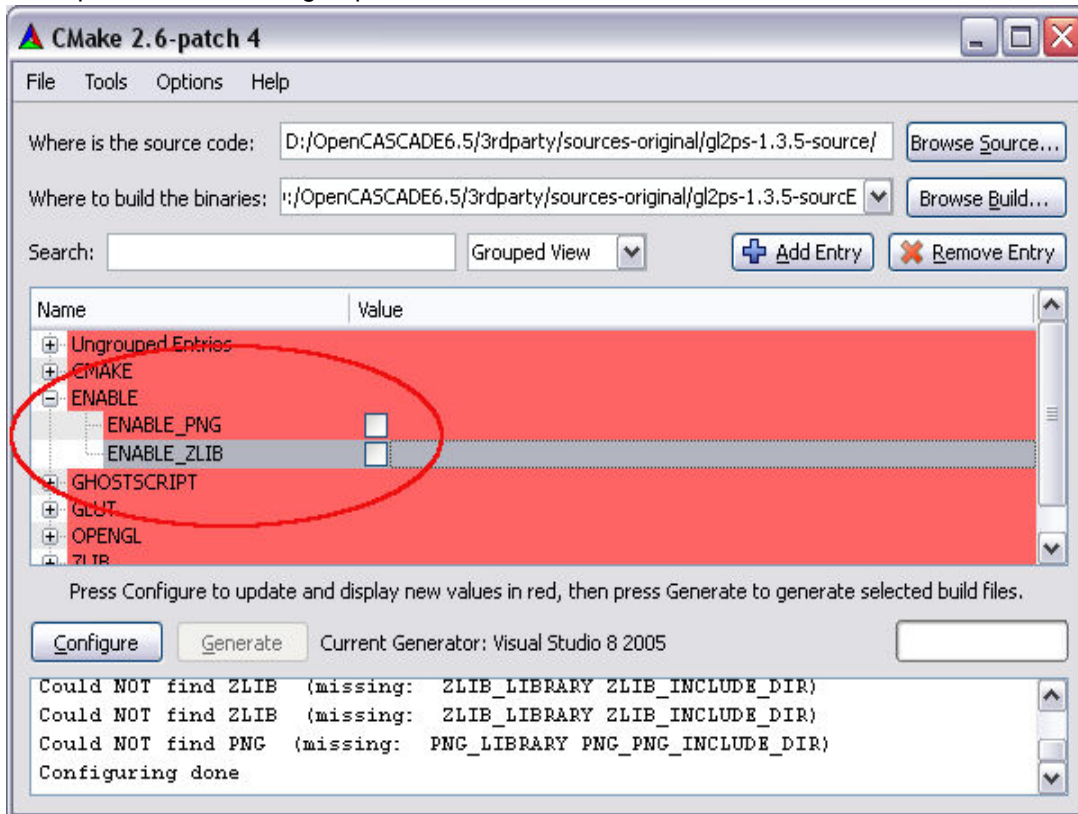 CMake 2.6-patch 4
File Tools Options Help
Where is the source code: D:/OpenCASCADE6.5/3rdparty/sources-original/gl2ps-1.3.5-source/ Browse Source...
Where to build the binaries: :/OpenCASCADE6.5/3rdparty/sources-original/gl2ps-1.3.5-sourcE Browse Build...
Search: Grouped View Add Entry Remove Entry
Name Value
Ungrouped Entries
CMAKE
ENABLE
ENABLE_PNG
ENABLE_ZLIB
GHOSTSCRIPT
GLUT
OPENGL
ZLIB
Press Configure to update and display new values in red, then press Generate to generate selected build files.
Configure Generate Current Generator: Visual Studio 8 2005
Could NOT find ZLIB (missing: ZLIB_LIBRARY ZLIB_INCLUDE_DIR)
Could NOT find ZLIB (missing: ZLIB_LIBRARY ZLIB_INCLUDE_DIR)
Could NOT find PNG (missing: PNG_LIBRARY PNG_PNG_INCLUDE_DIR)
Configuring done